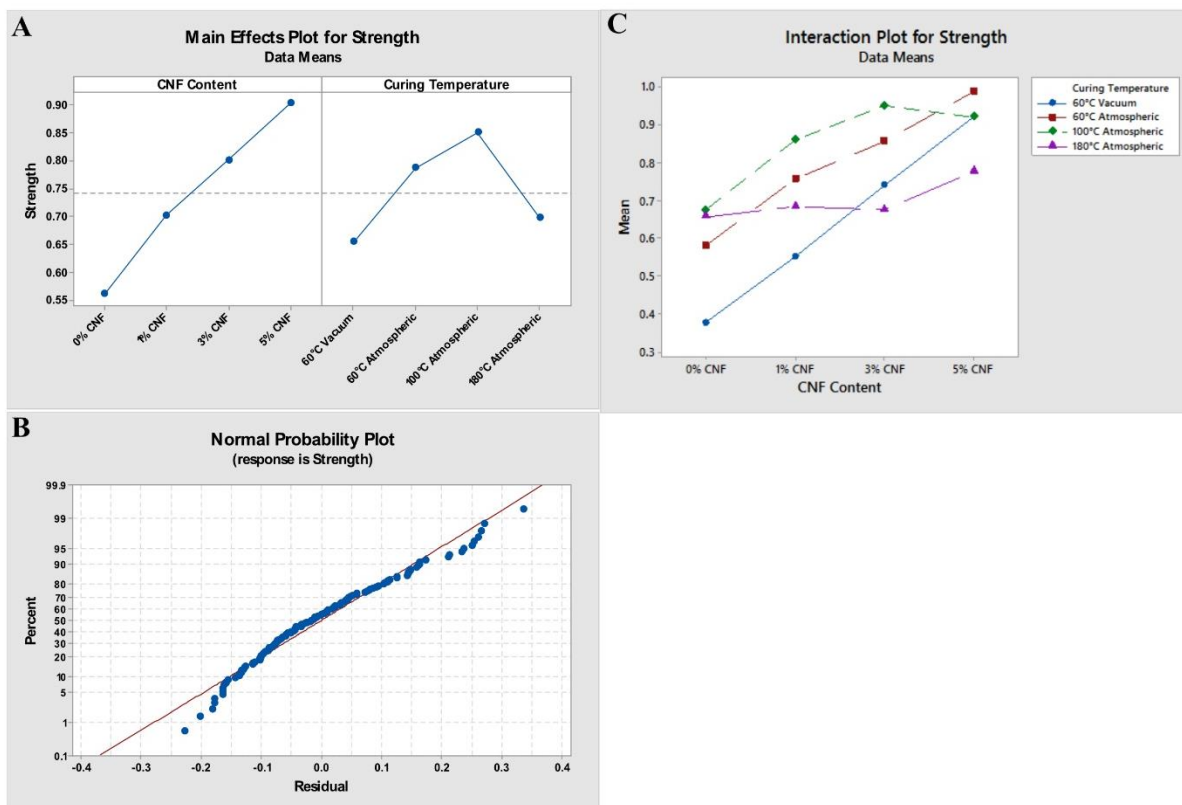 A
Main Effects Plot for Strength
Data Means
CNF Content
Curing Temperature
Strength
0.90
0.85
0.80
0.75
0.70
0.65
0.60
0.55
0% CNF
1% CNF
3% CNF
5% CNF
60°C Vacuum
60°C Atmospheric
100°C Atmospheric
180°C Atmospheric
C
Interaction Plot for Strength
Data Means
Mean
1.0
0.9
0.8
0.7
0.6
0.5
0.4
0.3
0% CNF
1% CNF
3% CNF
5% CNF
CNF Content
Curing Temperature
60°C Vacuum
60°C Atmospheric
100°C Atmospheric
180°C Atmospheric
B
Normal Probability Plot
(response is Strength)
Percent
99.9
99
95
90
80
70
60
50
40
30
20
10
5
1
0.1
-0.4
-0.3
-0.2
-0.1
0.0
0.1
0.2
0.3
0.4
Residual